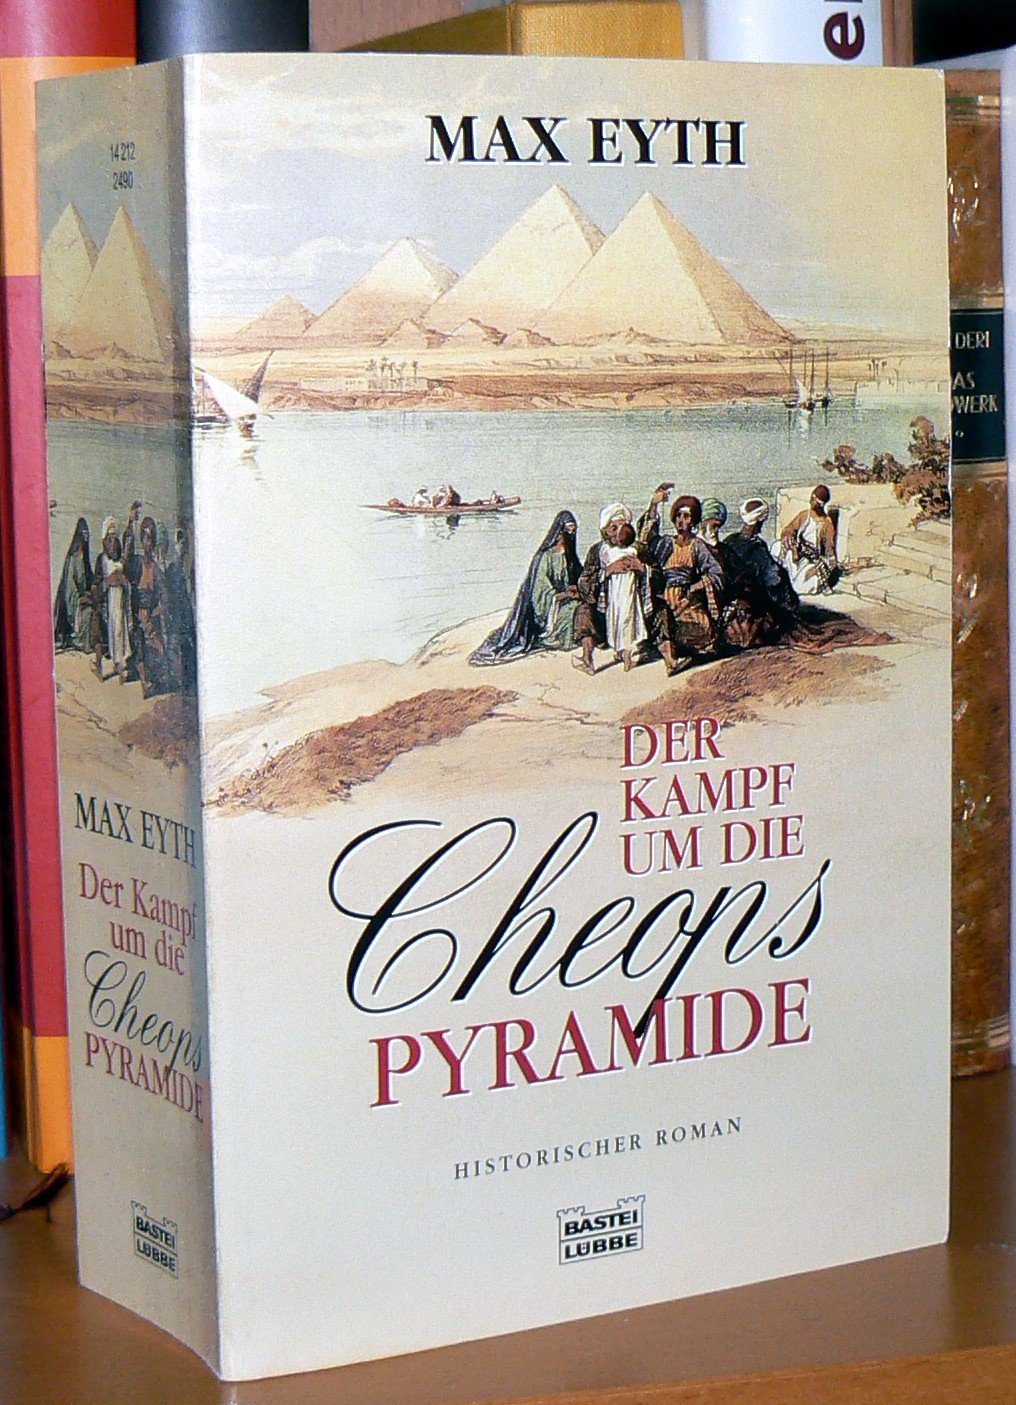 MAX EYTH
DER
KAMPF
UM DIE
Cheops
PYRAMIDE
HISTORISCHER ROMAN
BASTEI
LÜBBE
14 212
2490
MAX EYTH
Der Kampf
um die
Cheops
PYRAMIDE
BASTEI
LÜBBE
DERI